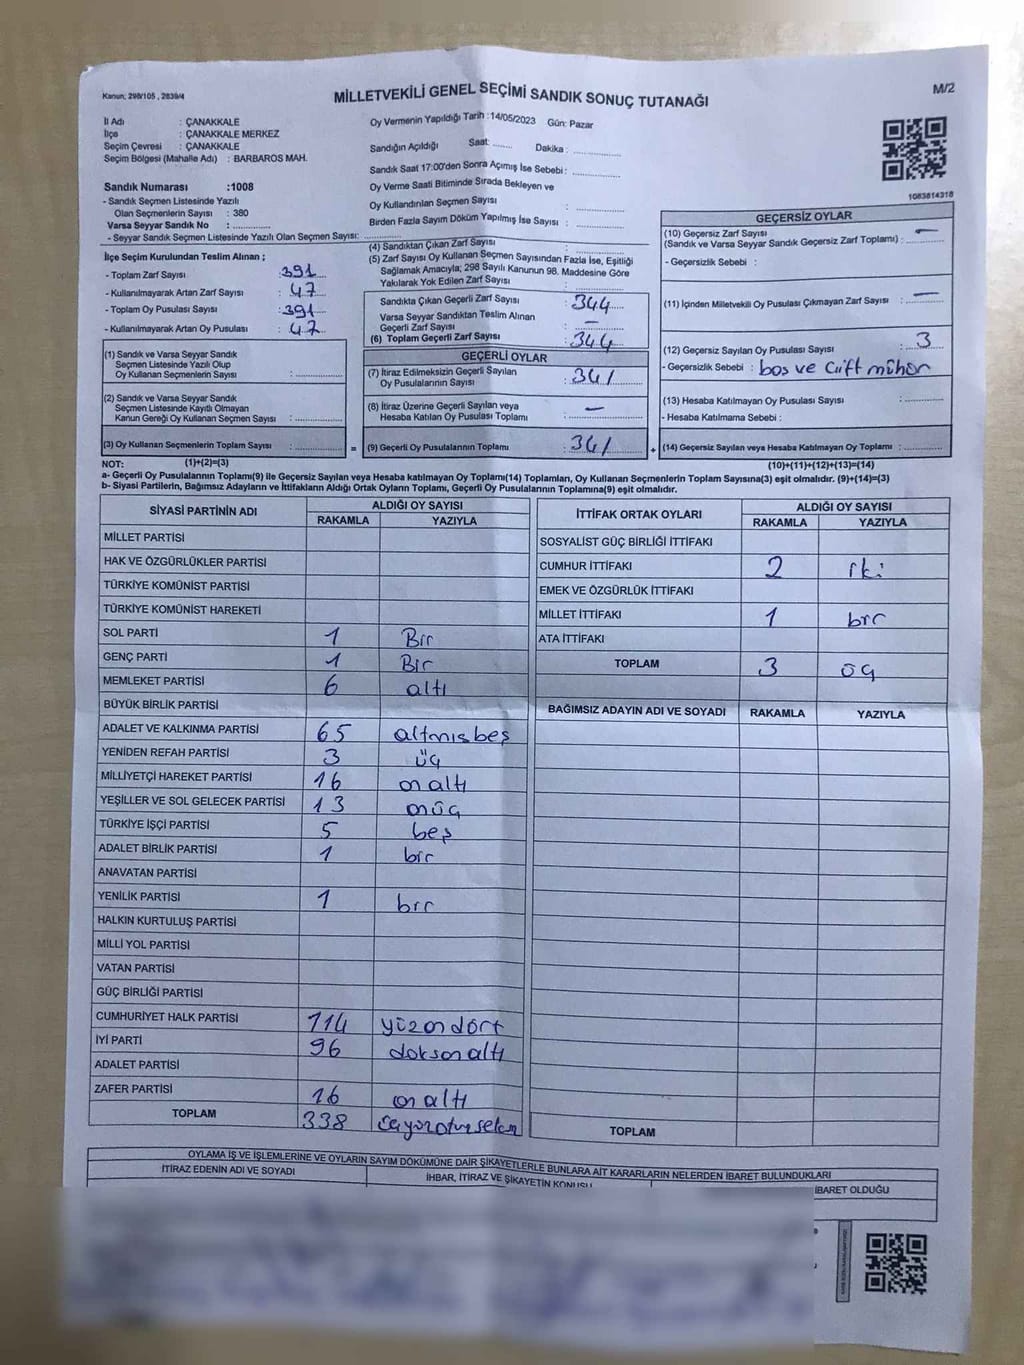 Kanun; 298/105 , 2839/4
MİLLETVEKİLİ GENEL SEÇİMİ SANDIK SONUÇ TUTANAĞI
M/2
İl Adı : ÇANAKKALE
İlçe : ÇANAKKALE MERKEZ
Seçim Çevresi : ÇANAKKALE
Seçim Bölgesi (Mahalle Adı) : BARBAROS MAH.
Sandık Numarası :1008
- Sandık Seçmen Listesinde Yazılı
Olan Seçmenlerin Sayısı : 380
Varsa Seyyar Sandık No : ..............
- Seyyar Sandık Seçmen Listesinde Yazılı Olan Seçmen Sayısı: ..............
İlçe Seçim Kurulundan Teslim Alınan ;
- Toplam Zarf Sayısı : 391
- Kullanılmayarak Artan Zarf Sayısı : 47
- Toplam Oy Pusulası Sayısı : 391
- Kullanılmayarak Artan Oy Pusulası : 47
Oy Vermenin Yapıldığı Tarih :14/05/2023 Gün: Pazar
Sandığın Açıldığı Saat: ....... Dakika : ..............
Sandık Saat 17:00'den Sonra Açımış İse Sebebi : ..............
Oy Verme Saati Bitiminde Sırada Bekleyen ve
Oy Kullandırılan Seçmen Sayısı : ..............
Birden Fazla Sayım Döküm Yapılmış İse Sayısı : ..............
(4) Sandıktan Çıkan Zarf Sayısı : ..............
(5) Zarf Sayısı Oy Kullanan Seçmen Sayısından Fazla İse, Eşitliği
Sağlamak Amacıyla; 298 Sayılı Kanunun 98. Maddesine Göre
Yakılarak Yok Edilen Zarf Sayısı : ..............
Sandıkta Çıkan Geçerli Zarf Sayısı : 344
Varsa Seyyar Sandıktan Teslim Alınan
Geçerli Zarf Sayısı : –
(6) Toplam Geçerli Zarf Sayısı : 344
1083814318
GEÇERSİZ OYLAR
(10) Geçersiz Zarf Sayısı
(Sandık ve Varsa Seyyar Sandık Geçersiz Zarf Toplamı) : –
- Geçersizlik Sebebi :
(11) İçinden Milletvekili Oy Pusulası Çıkmayan Zarf Sayısı : –
(12) Geçersiz Sayılan Oy Pusulası Sayısı : 3
- Geçersizlik Sebebi : boş ve Çift mühür
(13) Hesaba Katılmayan Oy Pusulası Sayısı : ..............
- Hesaba Katılmama Sebebi :
(14) Geçersiz Sayılan veya Hesaba Katılmayan Oy Toplamı : ..............
(10)+(11)+(12)+(13)=(14)
(1) Sandık ve Varsa Seyyar Sandık
Seçmen Listesinde Yazılı Olup
Oy Kullanan Seçmenlerin Sayısı : ..............
(2) Sandık ve Varsa Seyyar Sandık
Seçmen Listesinde Kayıtlı Olmayan
Kanun Gereği Oy Kullanan Seçmen Sayısı : ..............
(3) Oy Kullanan Seçmenlerin Toplam Sayısı : .............. =
GEÇERLİ OYLAR
(7) İtiraz Edilmeksizin Geçerli Sayılan
Oy Pusulalarının Sayısı : 341
(8) İtiraz Üzerine Geçerli Sayılan veya
Hesaba Katılan Oy Pusulası Toplamı : –
(9) Geçerli Oy Pusulalarının Toplamı : 341 +
NOT: (1)+(2)=(3)
a- Geçerli Oy Pusulalarının Toplamı(9) ile Geçersiz Sayılan veya Hesaba katılmayan Oy Toplamı(14) Toplamları, Oy Kullanan Seçmenlerin Toplam Sayısına(3) eşit olmalıdır. (9)+(14)=(3)
b- Siyasi Partilerin, Bağımsız Adayların ve İttifakların Aldığı Ortak Oyların Toplamı, Geçerli Oy Pusulalarının Toplamına(9) eşit olmalıdır.
SİYASİ PARTİNİN ADI ALDIĞI OY SAYISI
RAKAMLA YAZIYLA
MİLLET PARTİSİ
HAK VE ÖZGÜRLÜKLER PARTİSİ
TÜRKİYE KOMÜNİST PARTİSİ
TÜRKİYE KOMÜNİST HAREKETİ
SOL PARTİ 1 Bir
GENÇ PARTİ 1 Bir
MEMLEKET PARTİSİ 6 altı
BÜYÜK BİRLİK PARTİSİ
ADALET VE KALKINMA PARTİSİ 65 altmışbeş
YENİDEN REFAH PARTİSİ 3 üç
MİLLİYETÇİ HAREKET PARTİSİ 16 onaltı
YEŞİLLER VE SOL GELECEK PARTİSİ 13 onüç
TÜRKİYE İŞÇİ PARTİSİ 5 beş
ADALET BİRLİK PARTİSİ 1 bir
ANAVATAN PARTİSİ
YENİLİK PARTİSİ 1 bir
HALKIN KURTULUŞ PARTİSİ
MİLLİ YOL PARTİSİ
VATAN PARTİSİ
GÜÇ BİRLİĞİ PARTİSİ
CUMHURİYET HALK PARTİSİ 114 yüzondört
İYİ PARTİ 96 doksanaltı
ADALET PARTİSİ
ZAFER PARTİSİ 16 onaltı
TOPLAM 338
İTTİFAK ORTAK OYLARI ALDIĞI OY SAYISI
RAKAMLA YAZIYLA
SOSYALİST GÜÇ BİRLİĞİ İTTİFAKI
CUMHUR İTTİFAKI 2 iki
EMEK VE ÖZGÜRLÜK İTTİFAKI
MİLLET İTTİFAKI 1 bir
ATA İTTİFAKI
TOPLAM 3 üç
BAĞIMSIZ ADAYIN ADI VE SOYADI RAKAMLA YAZIYLA
TOPLAM
OYLAMA İŞ VE İŞLEMLERİNE VE OYLARIN SAYIM DÖKÜMÜNE DAİR ŞİKAYETLERLE BUNLARA AİT KARARLARIN NELERDEN İBARET BULUNDUKLARI
İTİRAZ EDENİN ADI VE SOYADI
İHBAR, İTİRAZ VE ŞİKAYETİN KONUSU
İBARET OLDUĞU